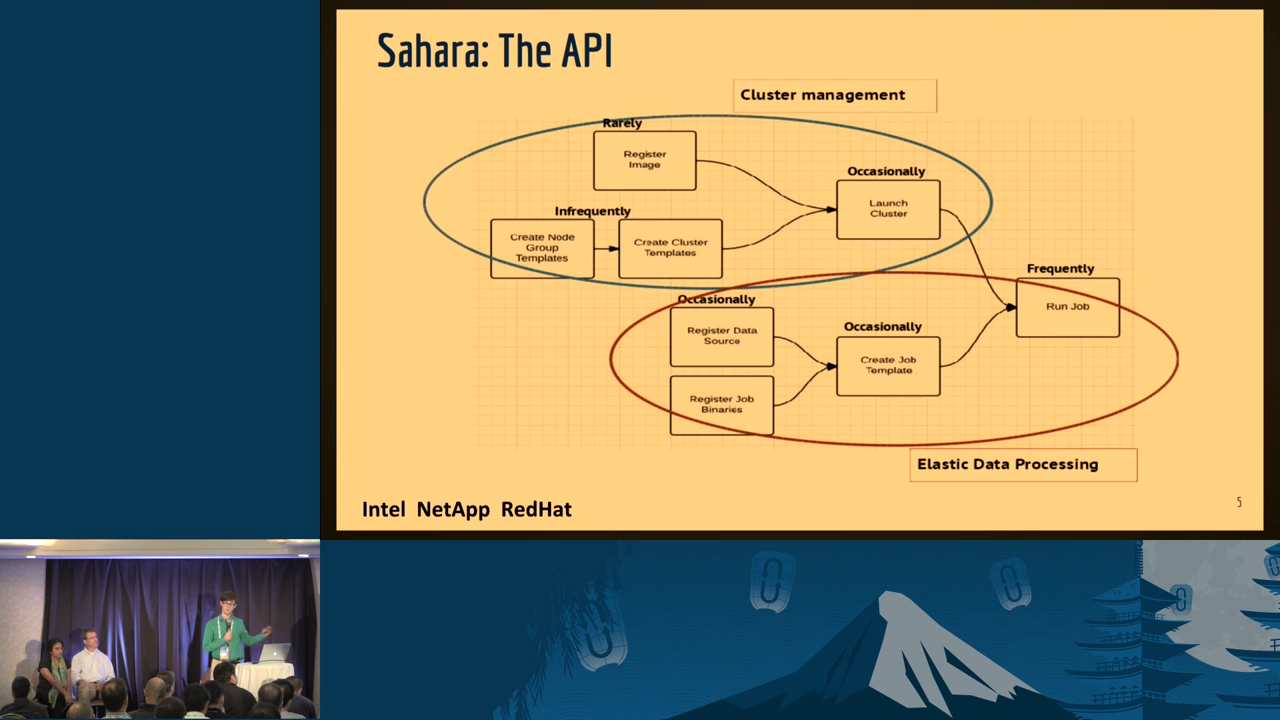 Sahara: The API
Cluster management
Rarely
Register
Image
Occasionally
Launch
Cluster
Infrequently
Create Node
Group
Templates
Create Cluster
Templates
Frequently
Run Job
Occasionally
Register Data
Source
Occasionally
Create Job
Template
Register Job
Binaries
Elastic Data Processing
Intel NetApp RedHat
5